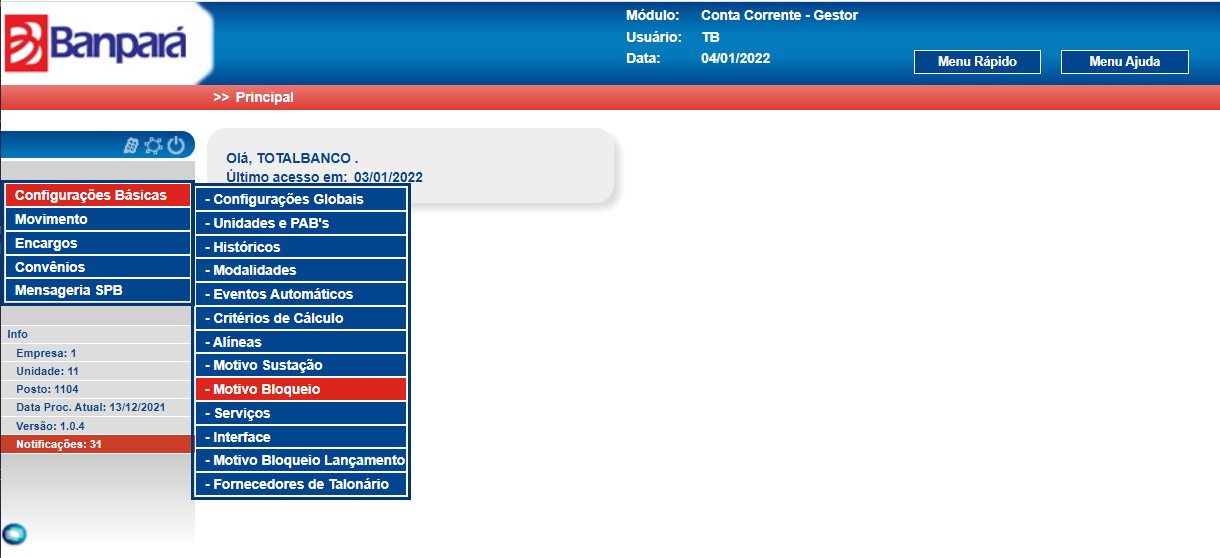 Banpará
Módulo: Conta Corrente - Gestor
Usuário: TB
Data: 04/01/2022
Menu Rápido
Menu Ajuda
>> Principal
Olá, TOTALBANCO .
Último acesso em: 03/01/2022
Configurações Básicas
Movimento
Encargos
Convênios
Mensageria SPB
- Configurações Globais
- Unidades e PAB's
- Históricos
- Modalidades
- Eventos Automáticos
- Critérios de Cálculo
- Alíneas
- Motivo Sustação
- Motivo Bloqueio
- Serviços
- Interface
- Motivo Bloqueio Lançamento
- Fornecedores de Talonário
Info
Empresa: 1
Unidade: 11
Posto: 1104
Data Proc. Atual: 13/12/2021
Versão: 1.0.4
Notificações: 31